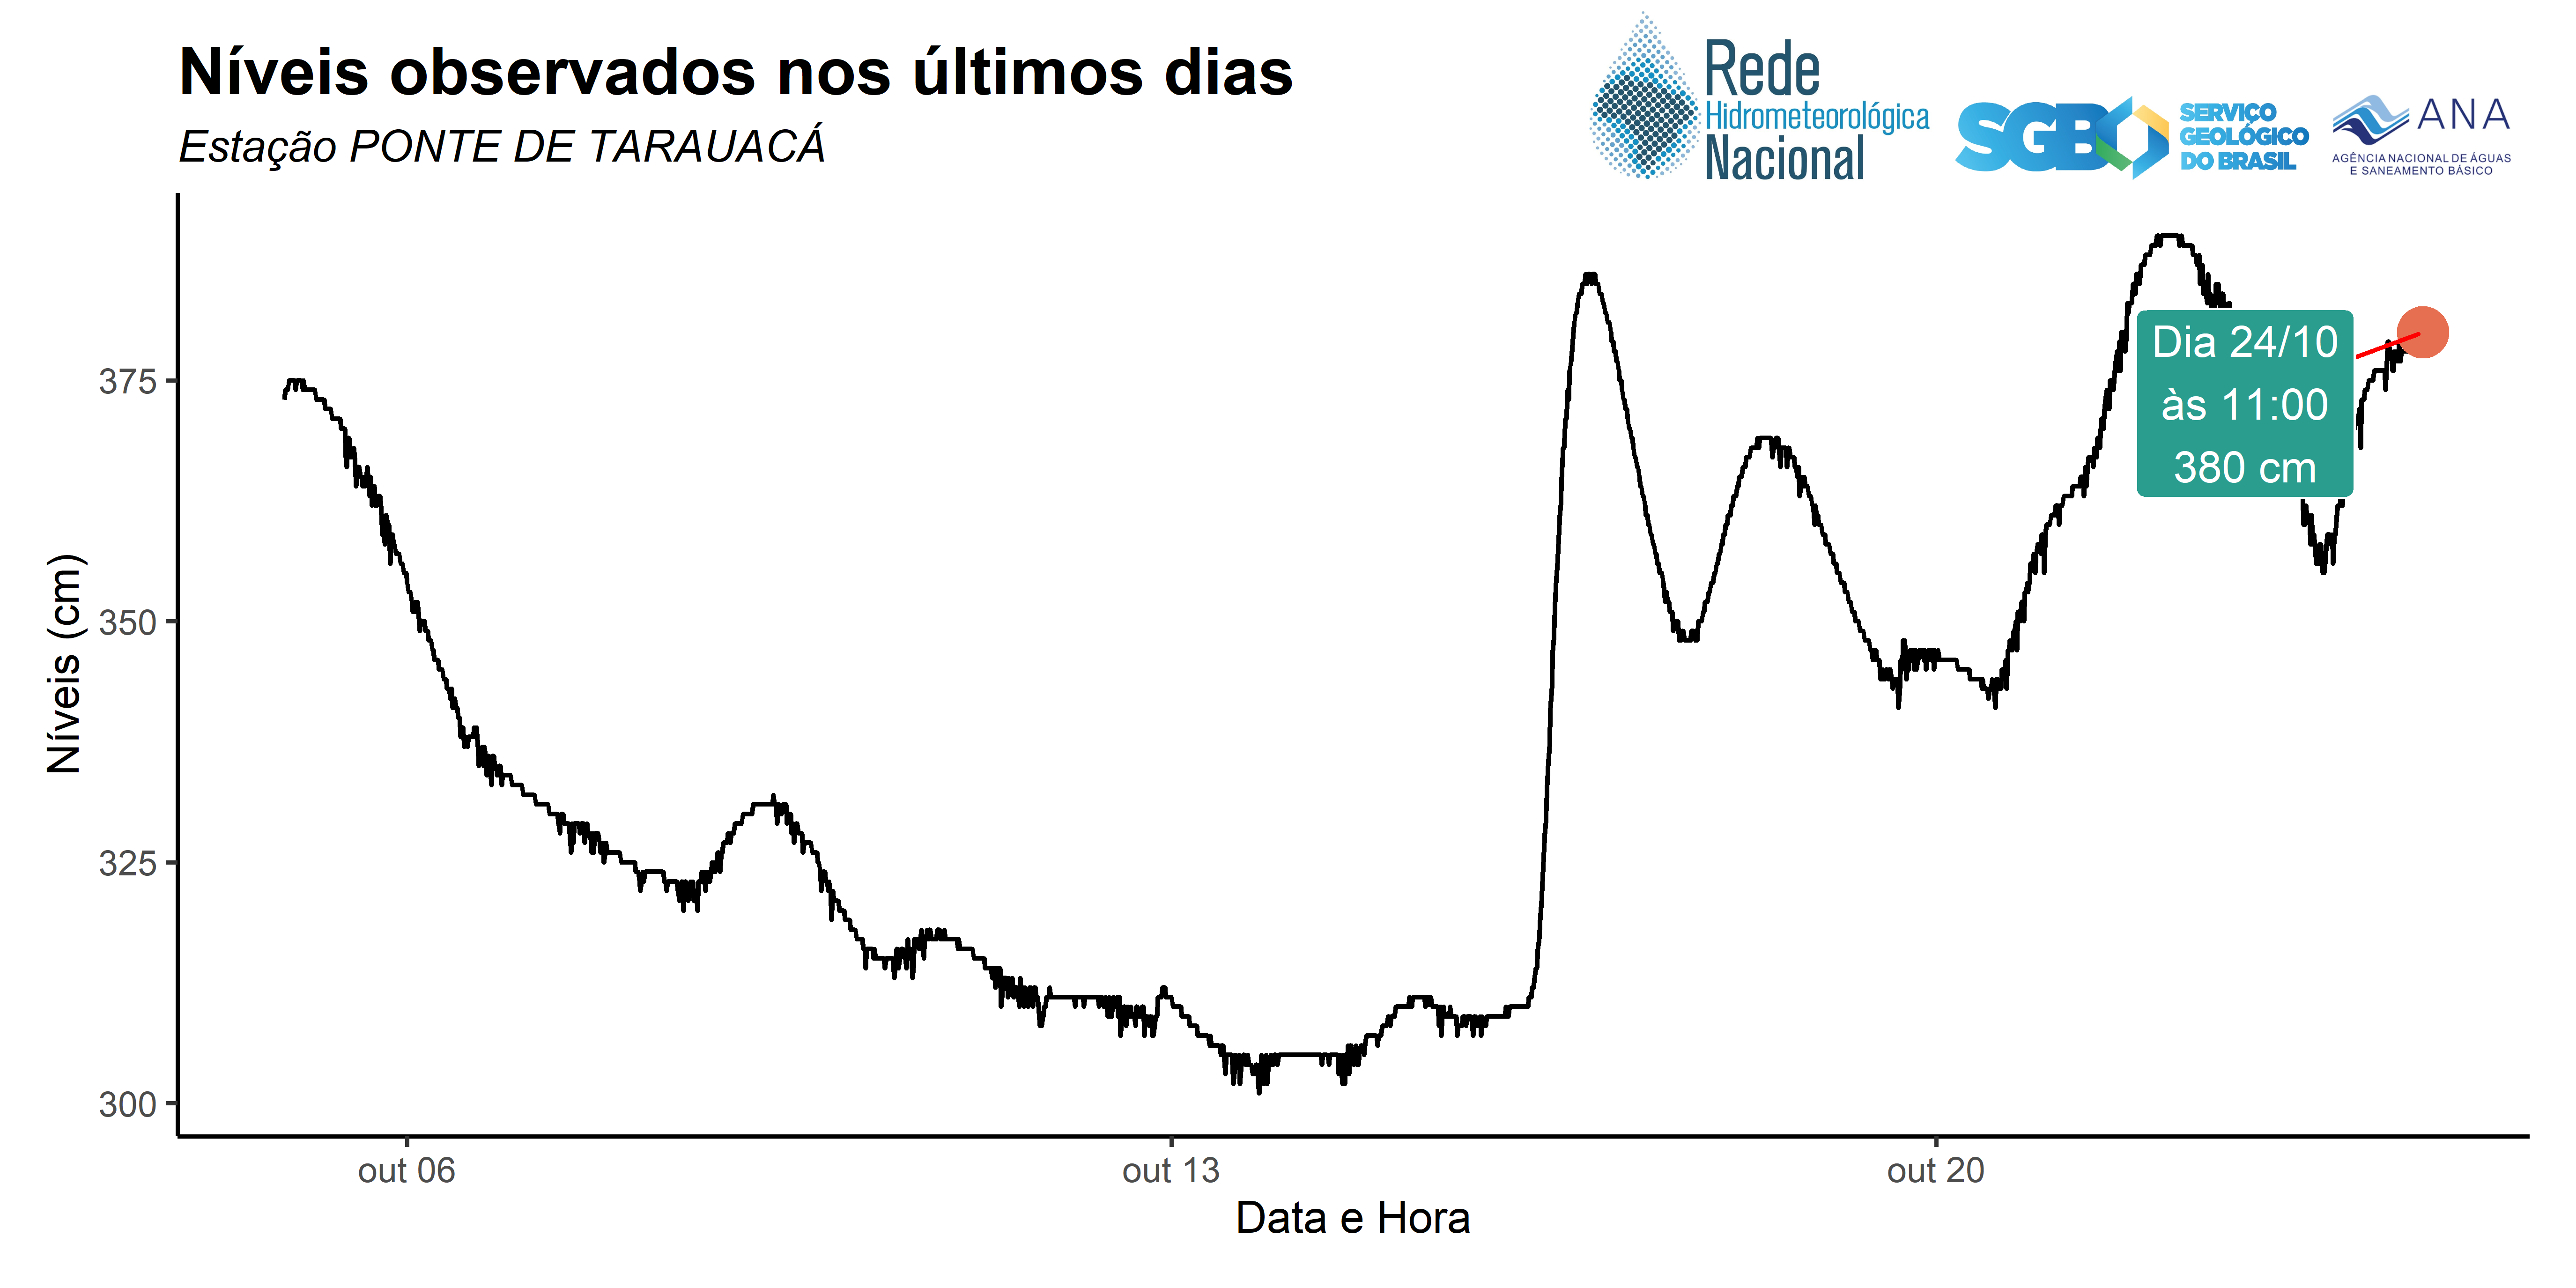 Níveis observados nos últimos dias
Estação PONTE DE TARAUACÁ
Rede
Hidrometeorológica
Nacional
SGB
SERVIÇO
GEOLÓGICO
DO BRASIL
ANA
AGÊNCIA NACIONAL DE ÁGUAS
E SANEAMENTO BÁSICO
Níveis (cm)
375
350
325
300
Dia 24/10
às 11:00
380 cm
out 06
out 13
out 20
Data e Hora